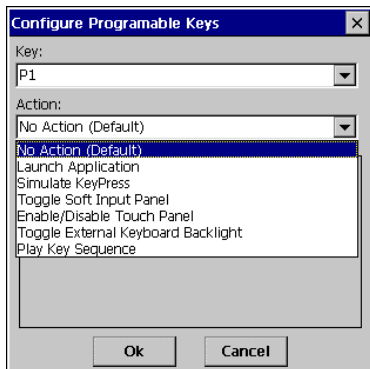 Configure Programable Keys
Key:
P1
Action:
No Action (Default)
No Action (Default)
Launch Application
Simulate KeyPress
Toggle Soft Input Panel
Enable/Disable Touch Panel
Toggle External Keyboard Backlight
Play Key Sequence
Ok
Cancel